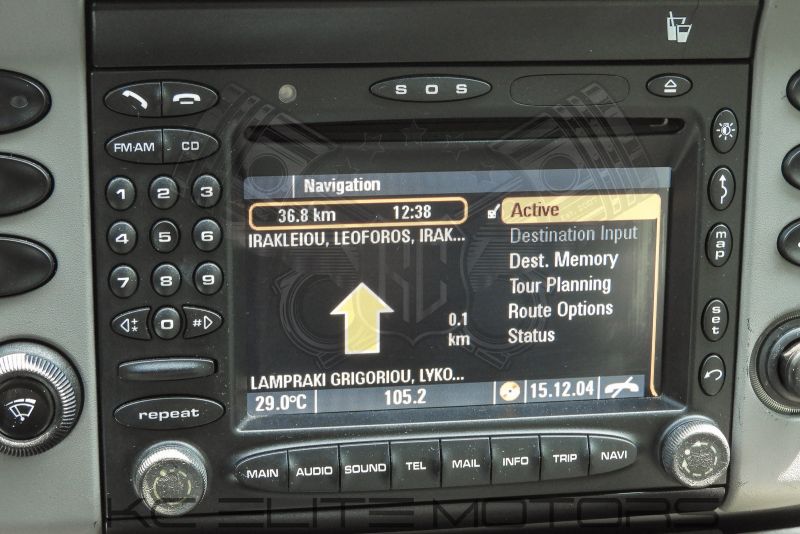 SOS
FM·AM CD
1 2 3
4 5 6
7 8 9
0 #
repeat
Navigation
36.8 km 12:38
IRAKLEIOU, LEOFOROS, IRAK...
0.1
km
LAMPRAKI GRIGORIOU, LYKO...
Active
Destination Input
Dest. Memory
Tour Planning
Route Options
Status
29.0°C 105.2 15.12.04
map
set
MAIN AUDIO SOUND TEL MAIL INFO TRIP NAVI
KC ELITE MOTORS